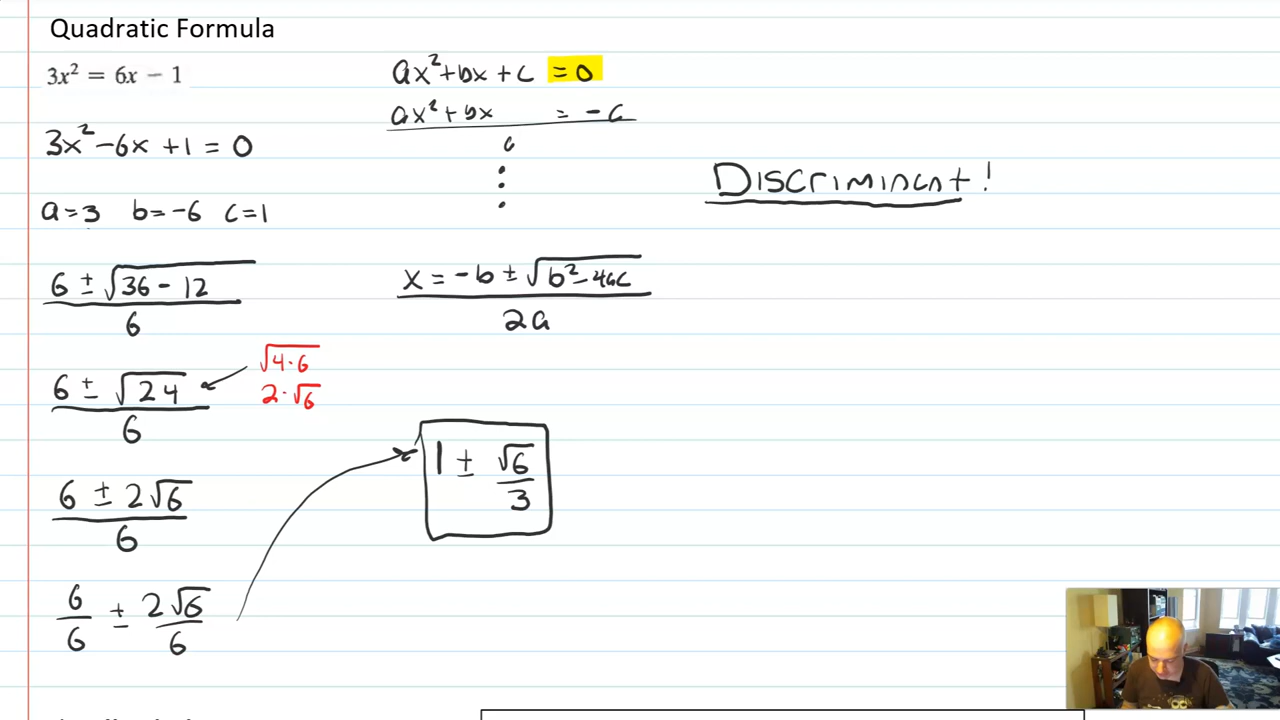 Quadratic Formula
3x² = 6x − 1
3x² − 6x + 1 = 0
a = 3 b = −6 c = 1
6 ± √36 − 12
6
6 ± √24
6
√4·6
2·√6
6 ± 2√6
6
6/6 ± 2√6/6
ax² + bx + c = 0
ax² + bx = −c
x = −b ± √b² − 4ac
2a
1 ± √6/3
Discriminent!